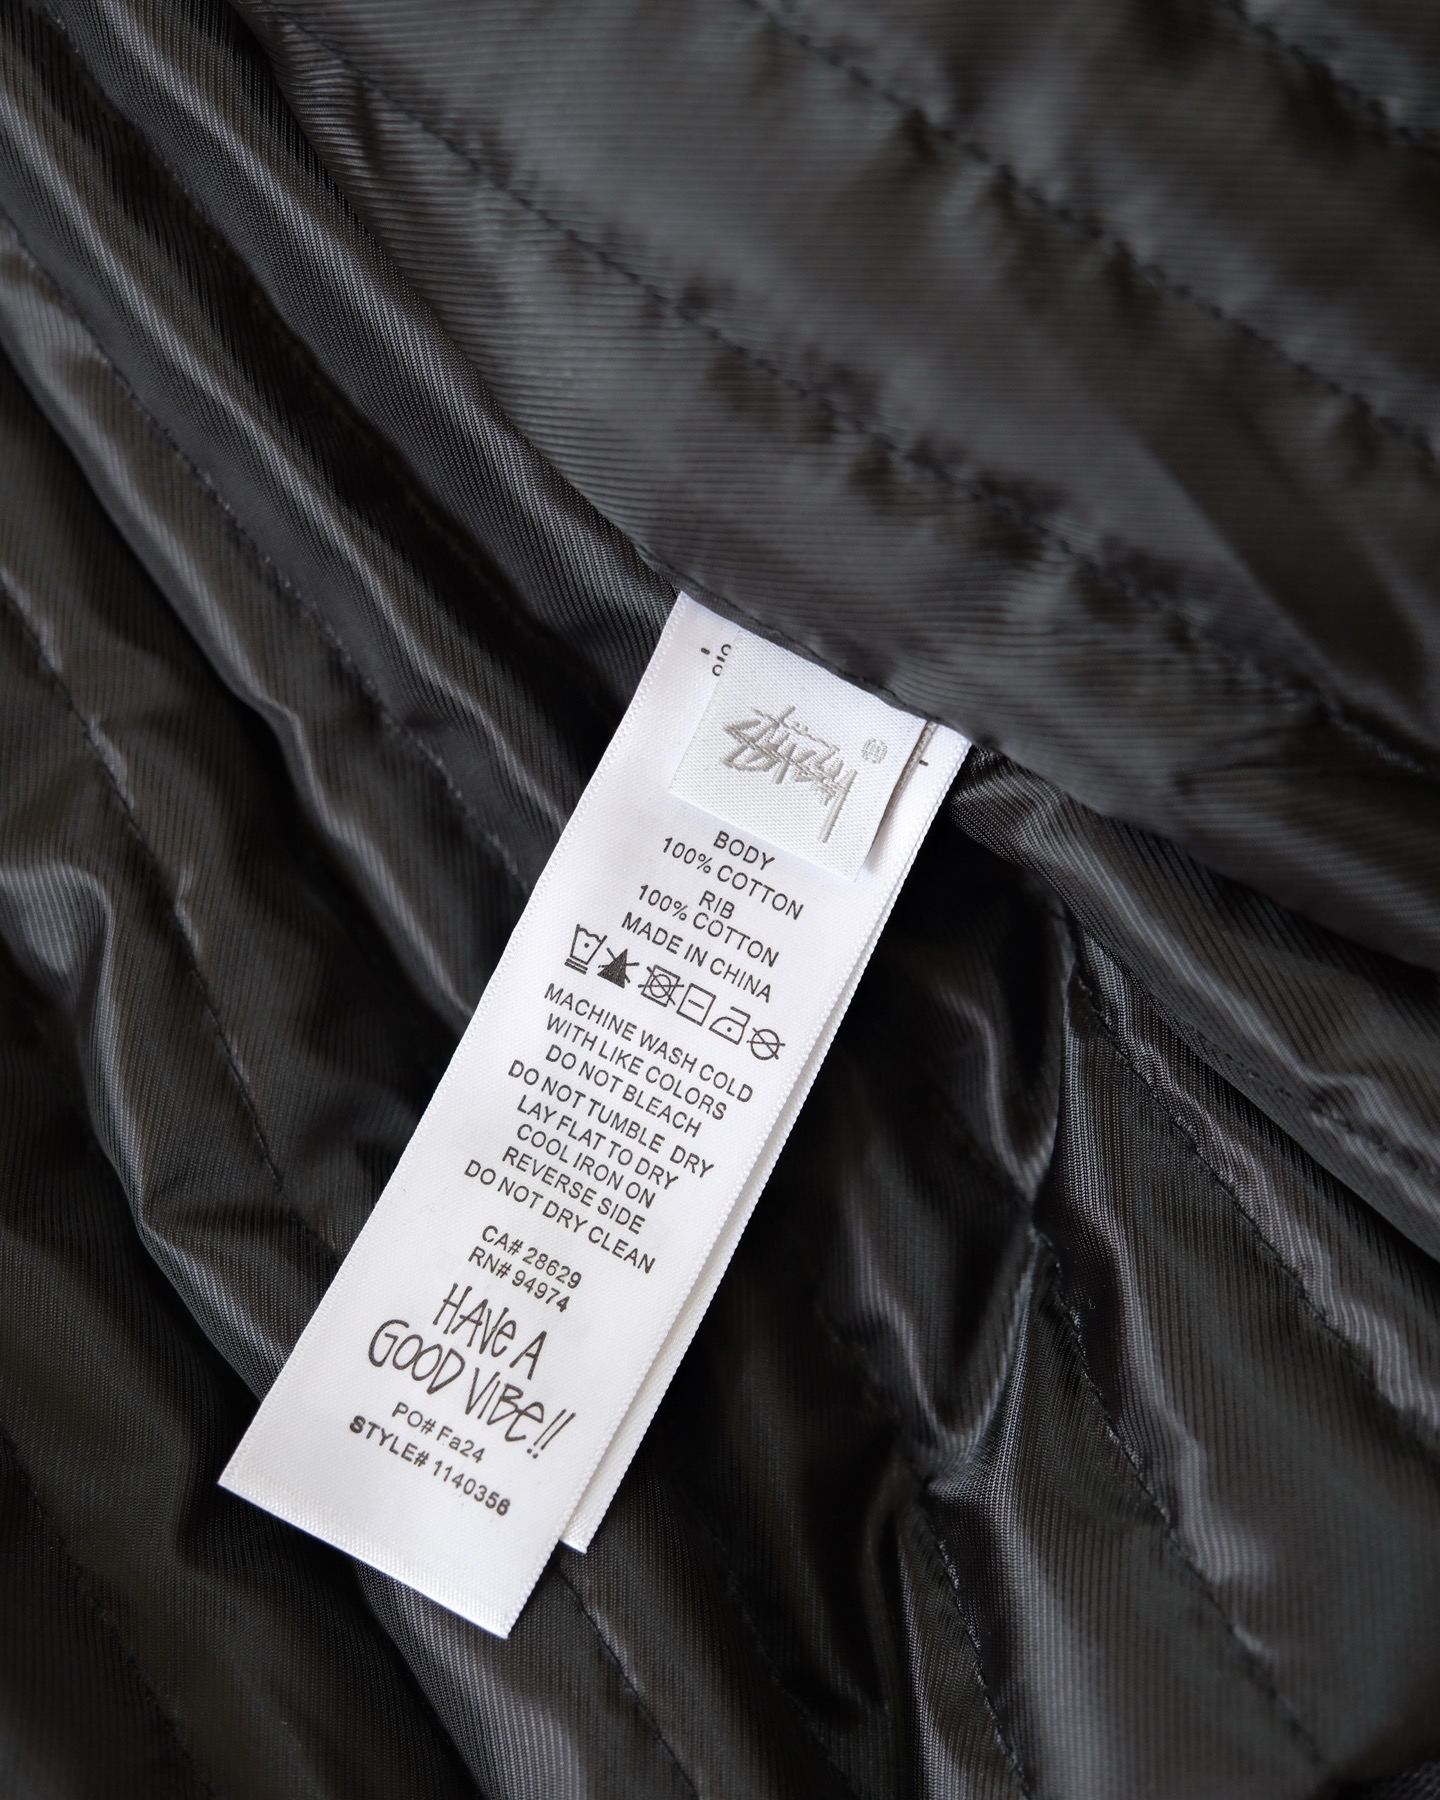 Stüssy
®
BODY
100% COTTON
RIB
100% COTTON
MADE IN CHINA
MACHINE WASH COLD
WITH LIKE COLORS
DO NOT BLEACH
DO NOT TUMBLE DRY
LAY FLAT TO DRY
COOL IRON ON
REVERSE SIDE
DO NOT DRY CLEAN
CA# 28629
RN# 94974
HAVe A
GOOD VIBe!!
PO# Fa24
STYLE# 1140356